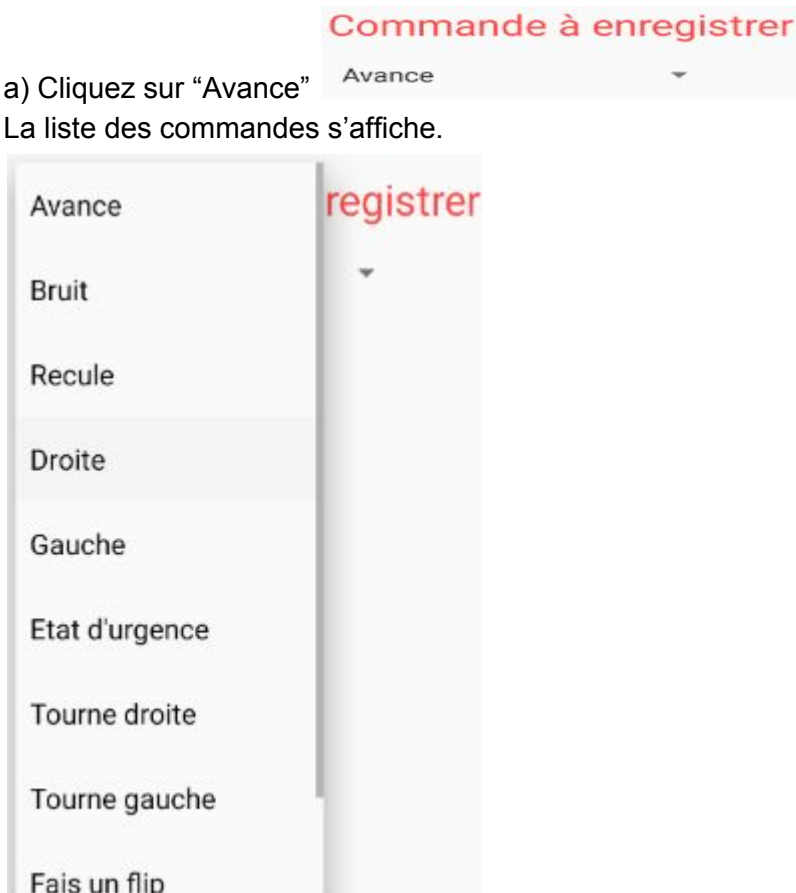 Commande à enregistrer
a) Cliquez sur “Avance” Avance
La liste des commandes s’affiche.
Avance
registrer
Bruit
Recule
Droite
Gauche
Etat d'urgence
Tourne droite
Tourne gauche
Fais un flip